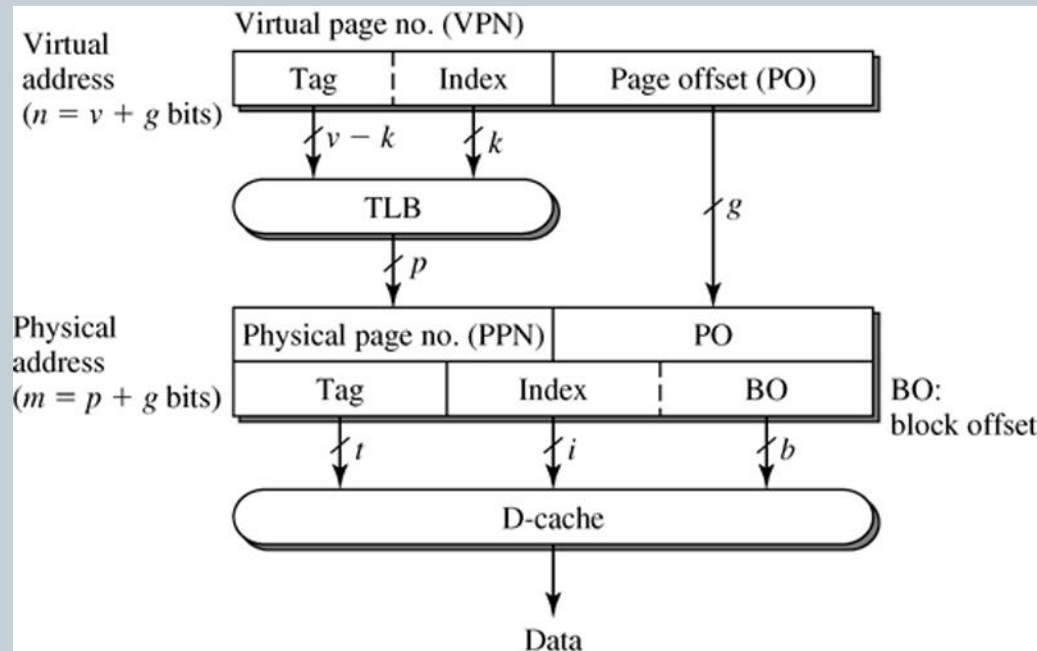 Virtual page no. (VPN)
Virtual
address
(n = v + g bits)
Tag
Index
Page offset (PO)
v − k
k
TLB
g
p
Physical
address
(m = p + g bits)
Physical page no. (PPN)
PO
Tag
Index
BO
BO:
block offset
t
i
b
D-cache
Data